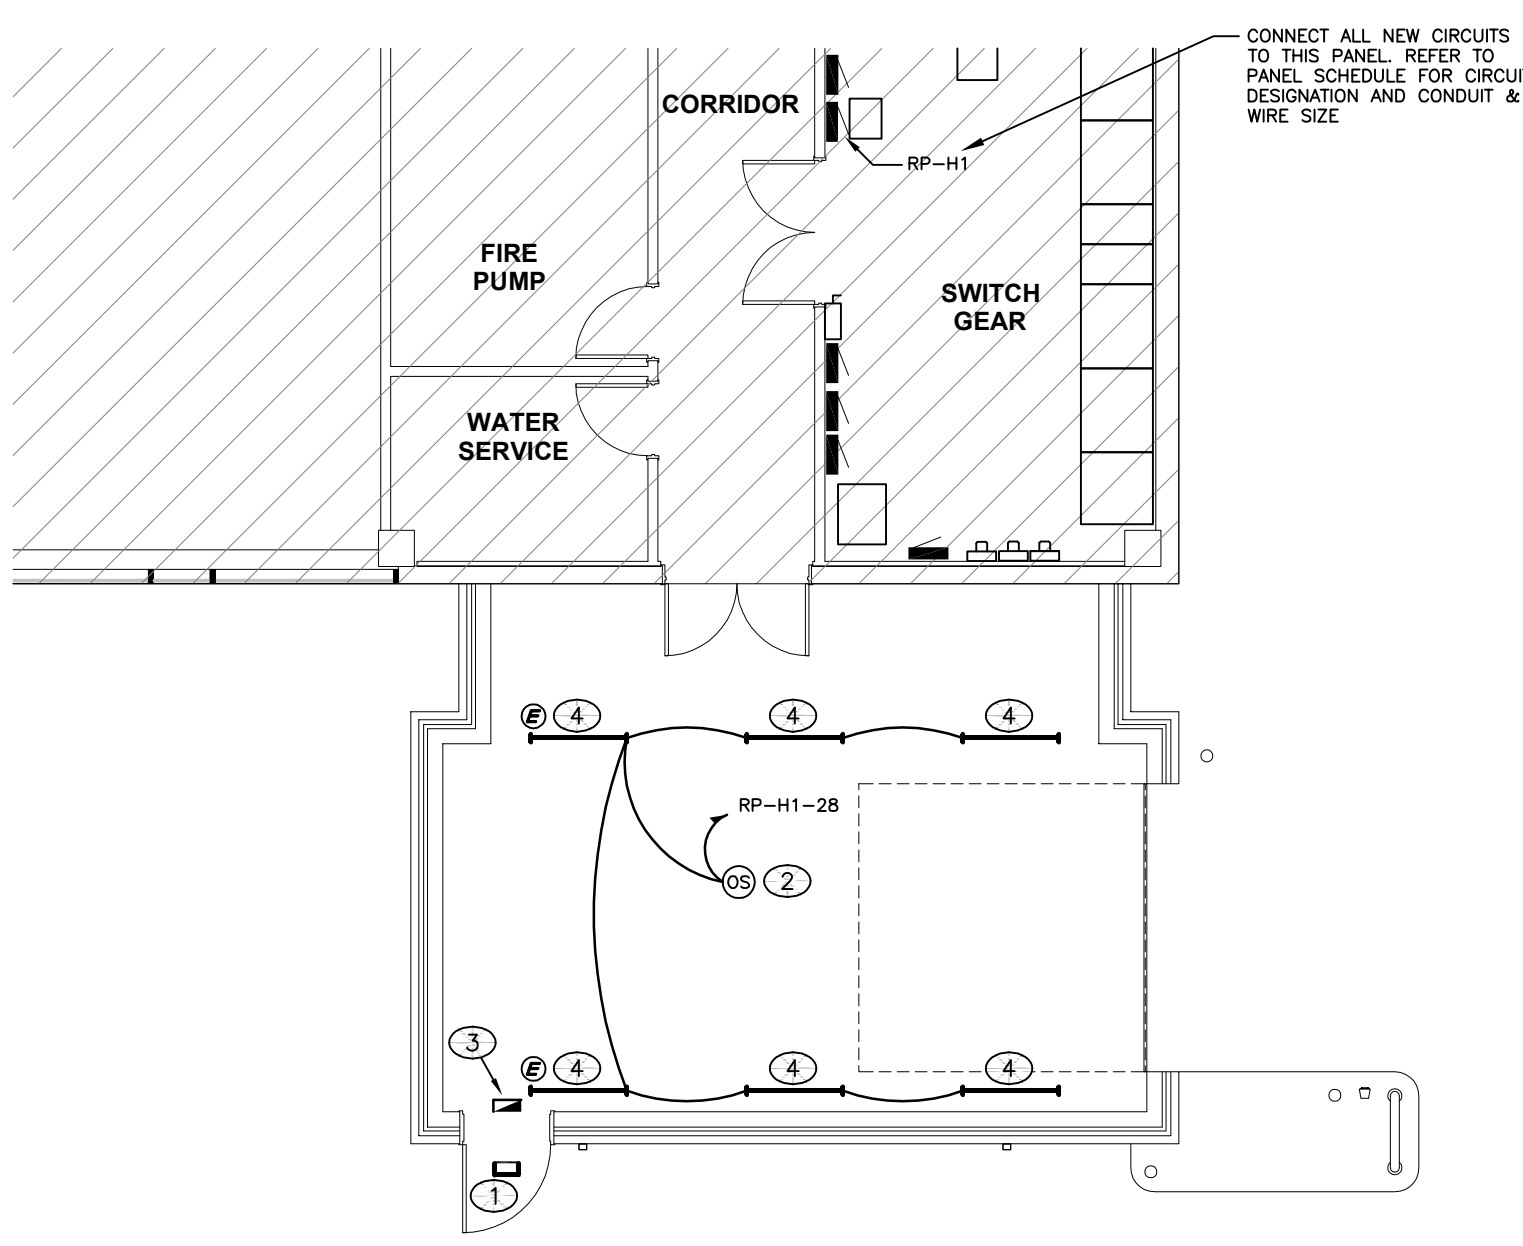 CONNECT ALL NEW CIRCUITS
TO THIS PANEL. REFER TO
PANEL SCHEDULE FOR CIRCUI
DESIGNATION AND CONDUIT &
WIRE SIZE
CORRIDOR
RP-H1
FIRE
PUMP
SWITCH
GEAR
WATER
SERVICE
E 4 4 4
RP-H1-28
OS 2
3
E 4 4 4
1